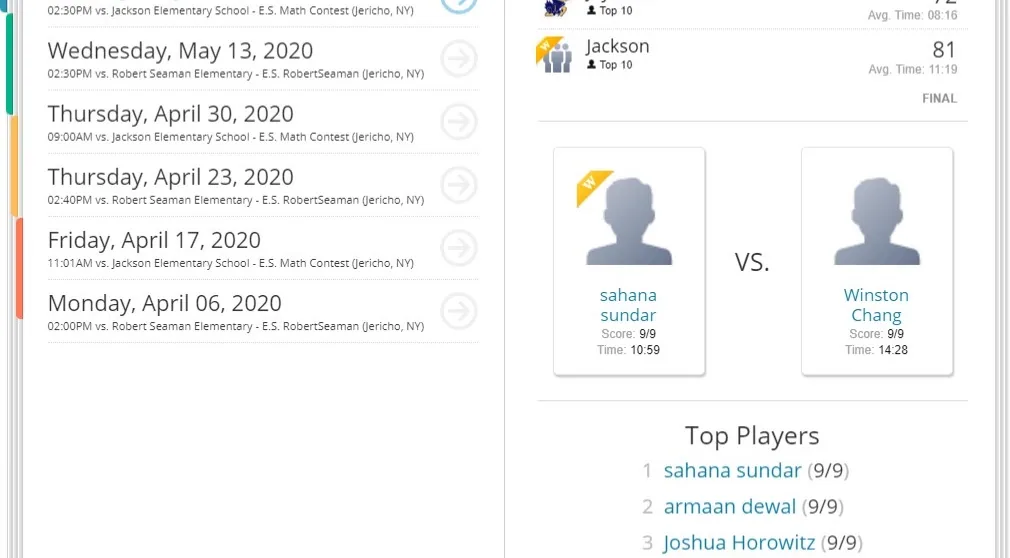 02:30PM vs. Jackson Elementary School - E.S. Math Contest (Jericho, NY)
Wednesday, May 13, 2020
02:30PM vs. Robert Seaman Elementary - E.S. RobertSeaman (Jericho, NY)
Thursday, April 30, 2020
09:00AM vs. Jackson Elementary School - E.S. Math Contest (Jericho, NY)
Thursday, April 23, 2020
02:40PM vs. Robert Seaman Elementary - E.S. RobertSeaman (Jericho, NY)
Friday, April 17, 2020
11:01AM vs. Jackson Elementary School - E.S. Math Contest (Jericho, NY)
Monday, April 06, 2020
02:00PM vs. Robert Seaman Elementary - E.S. RobertSeaman (Jericho, NY)
Top 10
Avg. Time: 08:16
W
Jackson
81
Top 10
Avg. Time: 11:19
FINAL
W
sahana
sundar
Score: 9/9
Time: 10:59
VS.
Winston
Chang
Score: 9/9
Time: 14:28
Top Players
1 sahana sundar (9/9)
2 armaan dewal (9/9)
3 Joshua Horowitz (9/9)